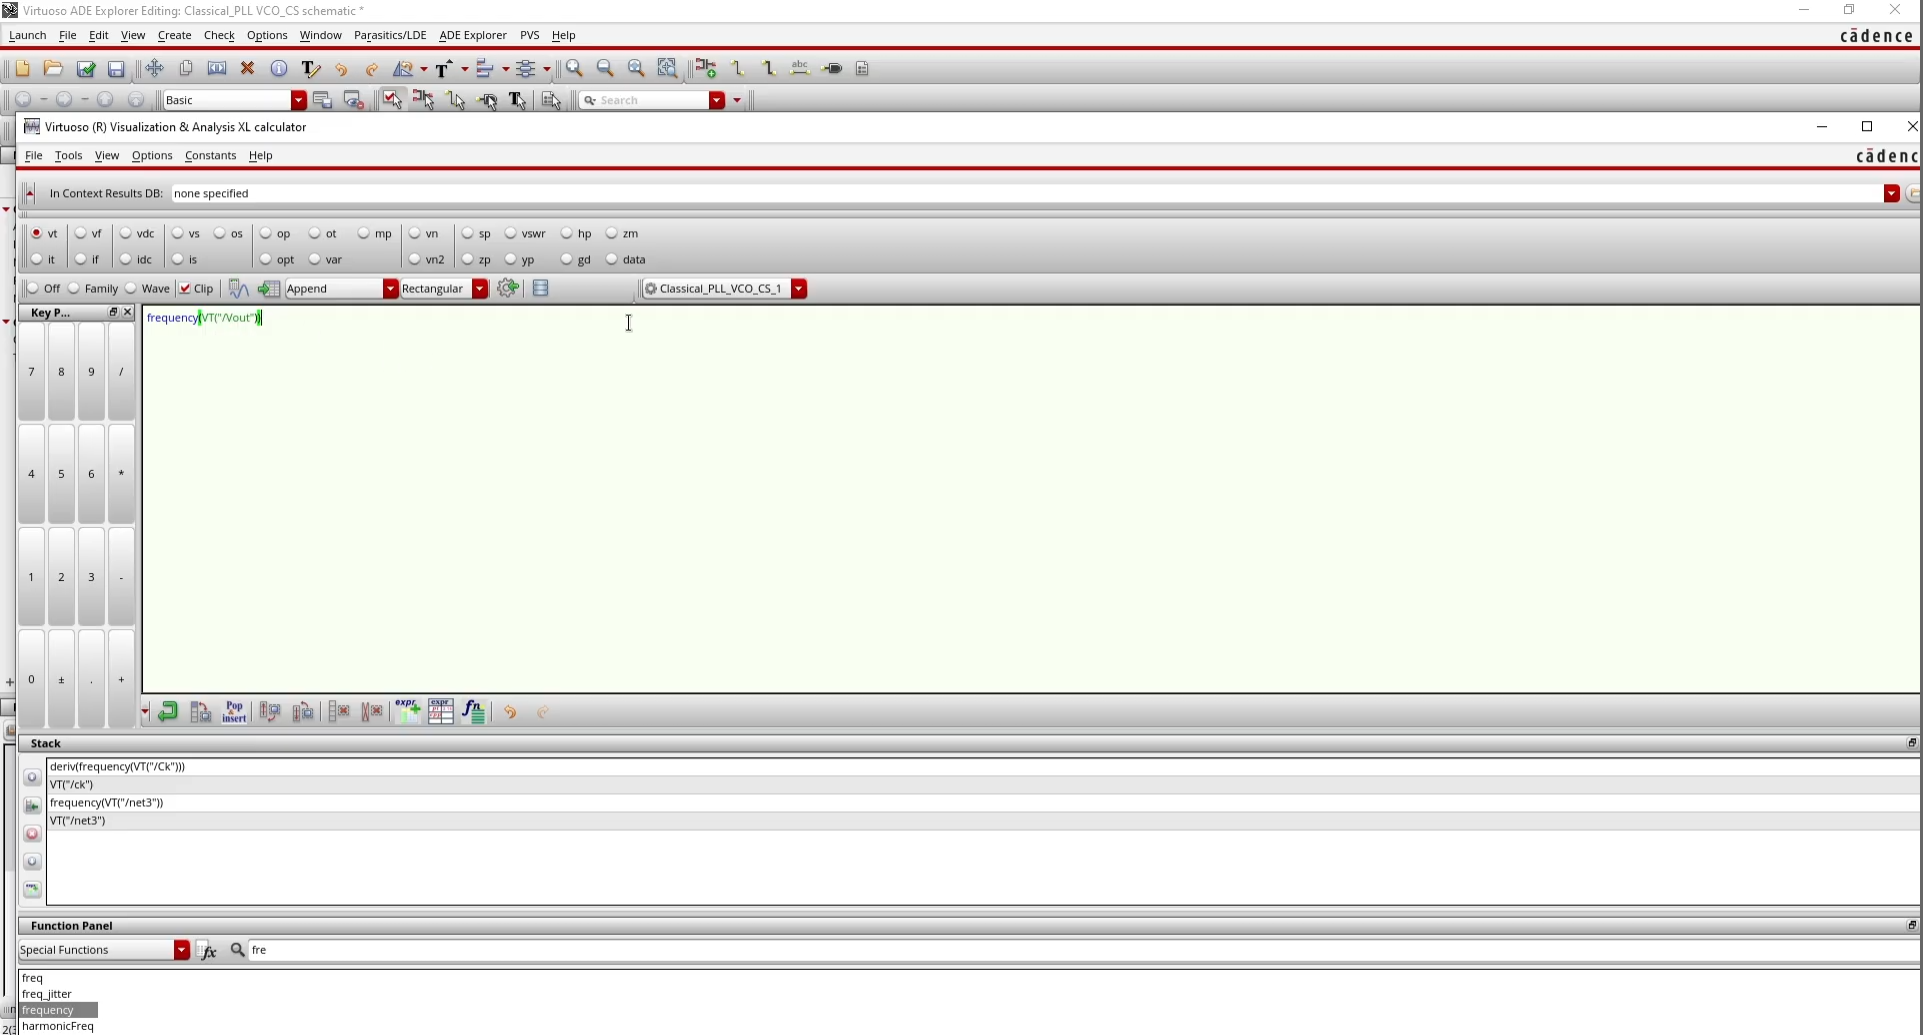 Virtuoso ADE Explorer Editing: Classical_PLL VCO_CS schematic *
Launch File Edit View Create Check Options Window Parasitics/LDE ADE Explorer PVS Help
cādence
T T abc
Basic
T
Search
Virtuoso (R) Visualization & Analysis XL calculator
File Tools View Options Constants Help
cādenc
In Context Results DB: none specified
vt vf vdc vs os op ot mp vn sp vswr hp zm
it if idc is opt var vn2 zp yp gd data
Off Family Wave Clip Append Rectangular Classical_PLL_VCO_CS_1
Key P...
frequency(VT("/Vout"))
7 8 9 /
4 5 6 *
1 2 3 -
0 ± . +
Pop insert expr expr fn
Stack
deriv(frequency(VT("/Ck")))
VT("/ck")
frequency(VT("/net3"))
VT("/net3")
Function Panel
Special Functions fx fre
freq
freq_jitter
frequency
harmonicFreq